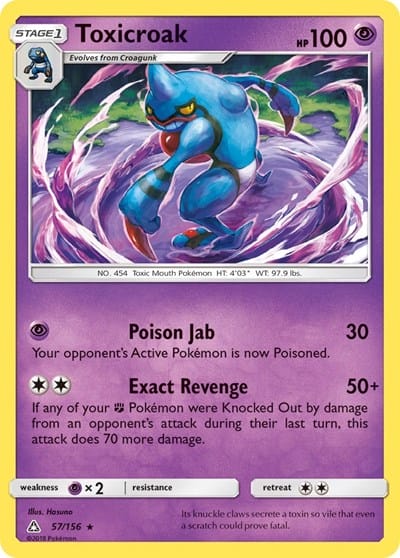 STAGE 1
Toxicroak
HP 100
Evolves from Croagunk
NO. 454 Toxic Mouth Pokémon HT: 4'03" WT: 97.9 lbs.
Poison Jab 30
Your opponent's Active Pokémon is now Poisoned.
Exact Revenge 50+
If any of your Pokémon were Knocked Out by damage
from an opponent's attack during their last turn, this
attack does 70 more damage.
weakness ×2 resistance retreat
Illus. Hasuno
57/156 ★
©2018 Pokémon
Its knuckle claws secrete a toxin so vile that even
a scratch could prove fatal.